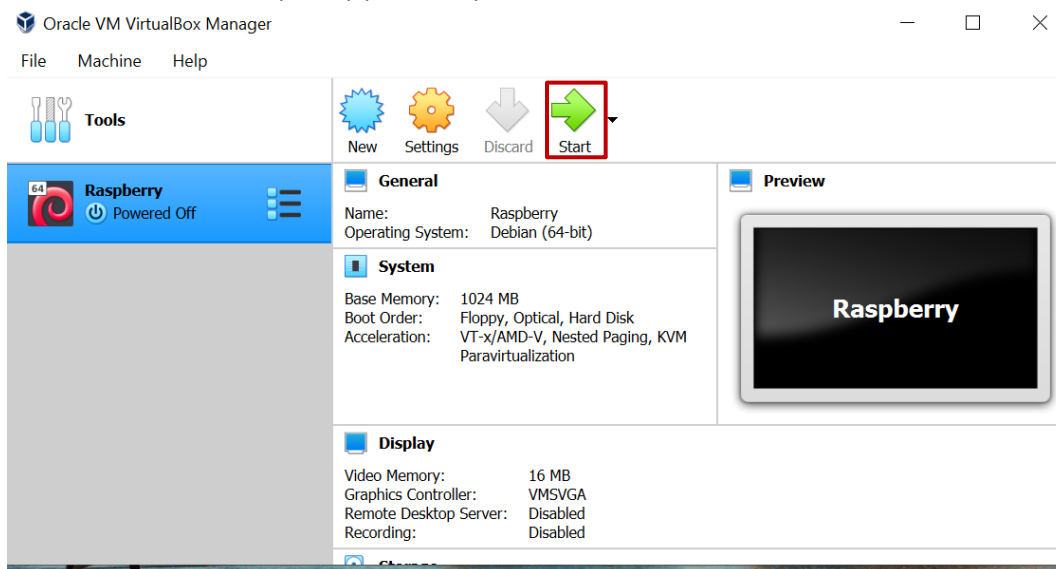 Oracle VM VirtualBox Manager
File Machine Help
Tools
New Settings Discard Start
64
Raspberry
Powered Off
General
Name: Raspberry
Operating System: Debian (64-bit)
System
Base Memory: 1024 MB
Boot Order: Floppy, Optical, Hard Disk
Acceleration: VT-x/AMD-V, Nested Paging, KVM
Paravirtualization
Preview
Raspberry
Display
Video Memory: 16 MB
Graphics Controller: VMSVGA
Remote Desktop Server: Disabled
Recording: Disabled